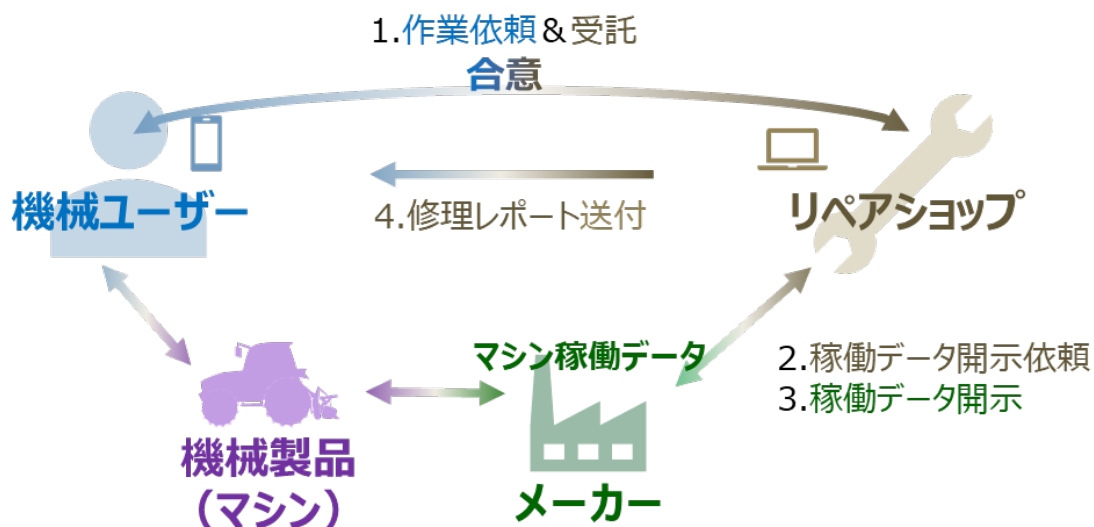 1.作業依頼&受託
合意
機械ユーザー
4.修理レポート送付
リペアショップ
マシン稼働データ
2.稼働データ開示依頼
3.稼働データ開示
機械製品
（マシン）
メーカー